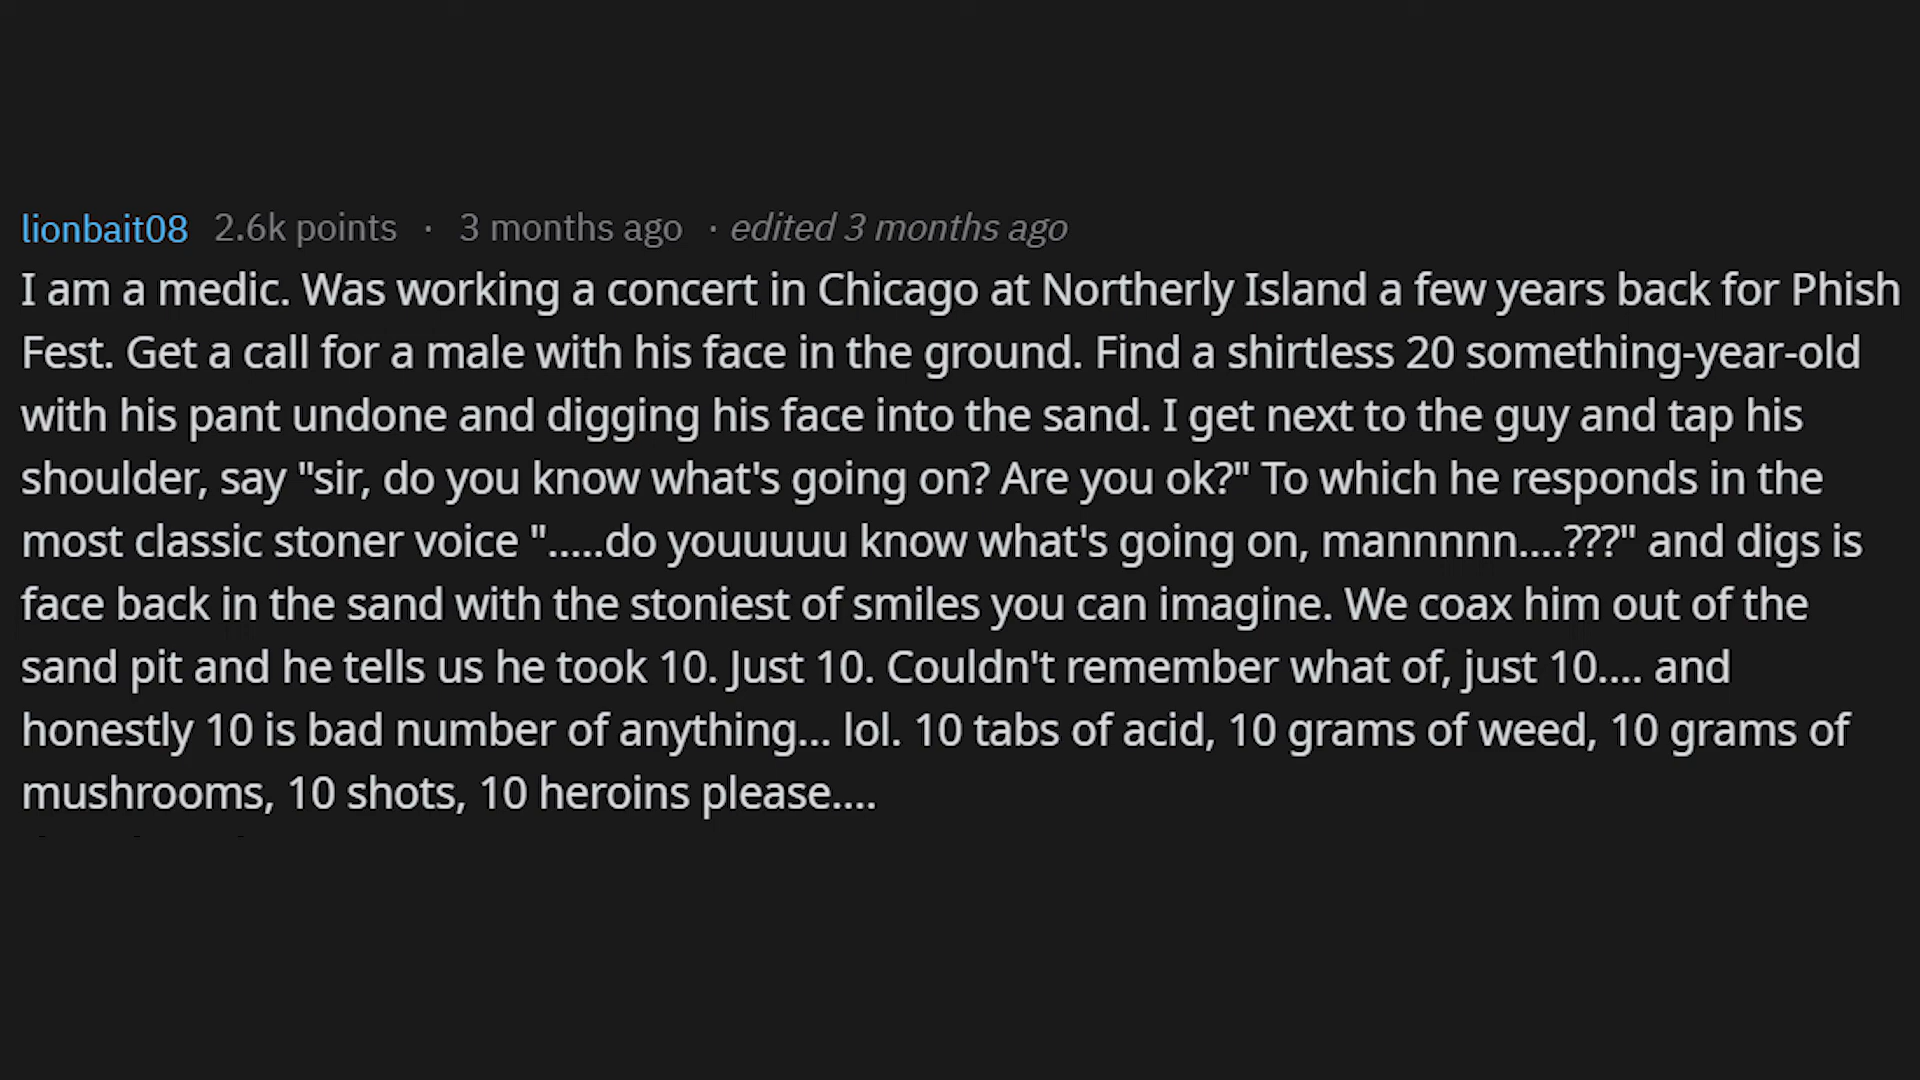 lionbait08 2.6k points · 3 months ago · edited 3 months ago
I am a medic. Was working a concert in Chicago at Northerly Island a few years back for Phish
Fest. Get a call for a male with his face in the ground. Find a shirtless 20 something-year-old
with his pant undone and digging his face into the sand. I get next to the guy and tap his
shoulder, say "sir, do you know what's going on? Are you ok?" To which he responds in the
most classic stoner voice ".....do youuuuu know what's going on, mannnnn....???" and digs is
face back in the sand with the stoniest of smiles you can imagine. We coax him out of the
sand pit and he tells us he took 10. Just 10. Couldn't remember what of, just 10.... and
honestly 10 is bad number of anything... lol. 10 tabs of acid, 10 grams of weed, 10 grams of
mushrooms, 10 shots, 10 heroins please....